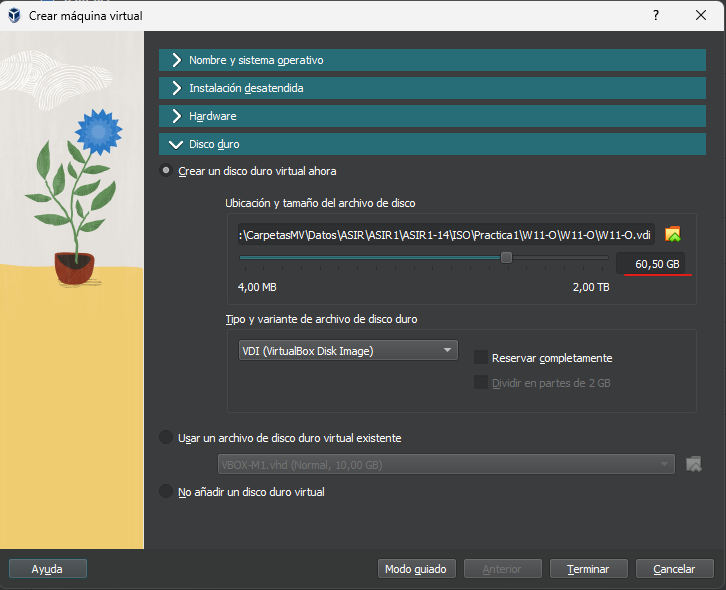 Crear máquina virtual
?
Nombre y sistema operativo
Instalación desatendida
Hardware
Disco duro
Crear un disco duro virtual ahora
Ubicación y tamaño del archivo de disco
:\CarpetasMV\Datos\ASIR\ASIR1\ASIR1-14\ISO\Practica1\W11-O\W11-O\W11-O.vdi
60,50 GB
4,00 MB 2,00 TB
Tipo y variante de archivo de disco duro
VDI (VirtualBox Disk Image)
Reservar completamente
Dividir en partes de 2 GB
Usar un archivo de disco duro virtual existente
VBOX-M1.vhd (Normal, 10,00 GB)
No añadir un disco duro virtual
Ayuda Modo guiado Anterior Terminar Cancelar